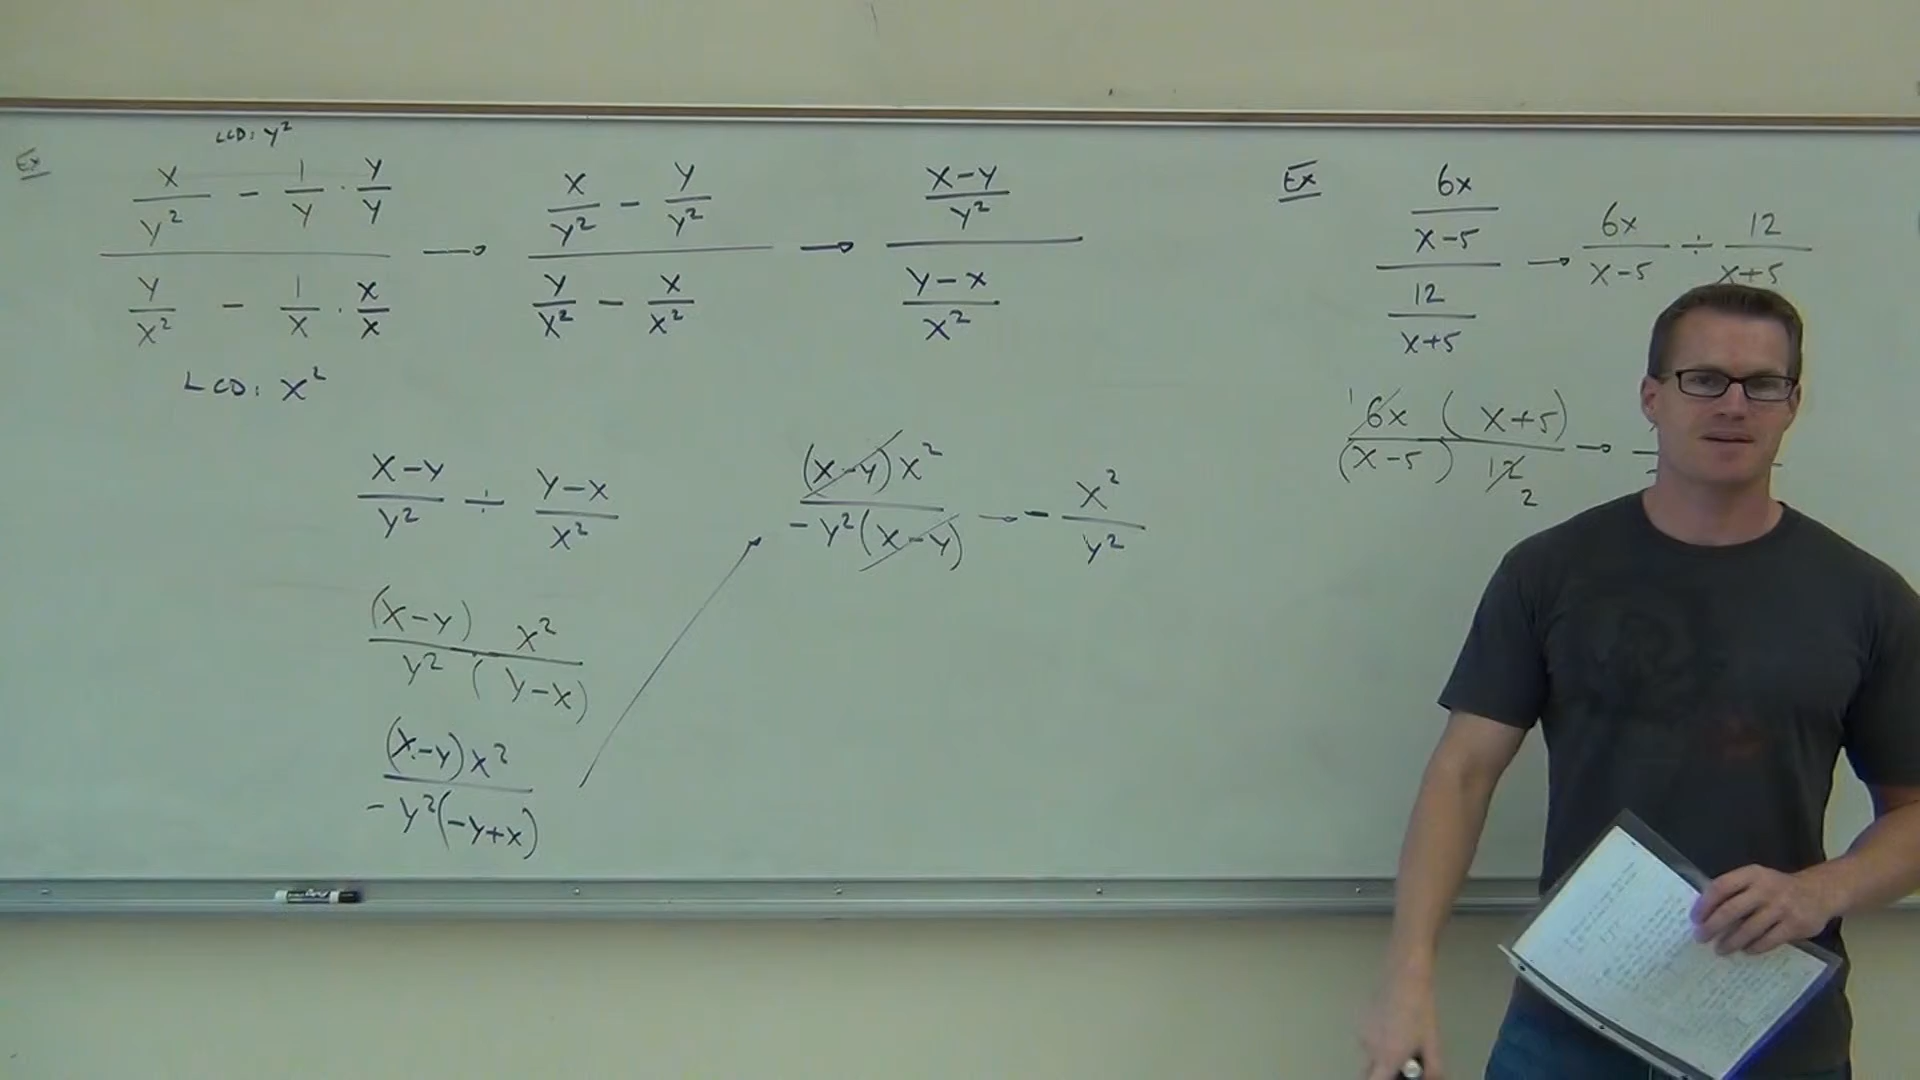 Ex
LCD: y²
x/y² - 1/y · y/y
y/x² - 1/x · x/x
LCD: x²
→
x/y² - y/y²
y/x² - x/x²
→
x-y/y²
y-x/x²
x-y/y² ÷ y-x/x²
(x-y) x²
y² (y-x)
(x-y)x²
-y²(-y+x)
(x-y)x²
-y²(x-y)
→ - x²/y²
Ex
6x/x-5
12/x+5
→ 6x/x-5 ÷ 12/x+5
1 6x (x+5)
(x-5) 12 →
2